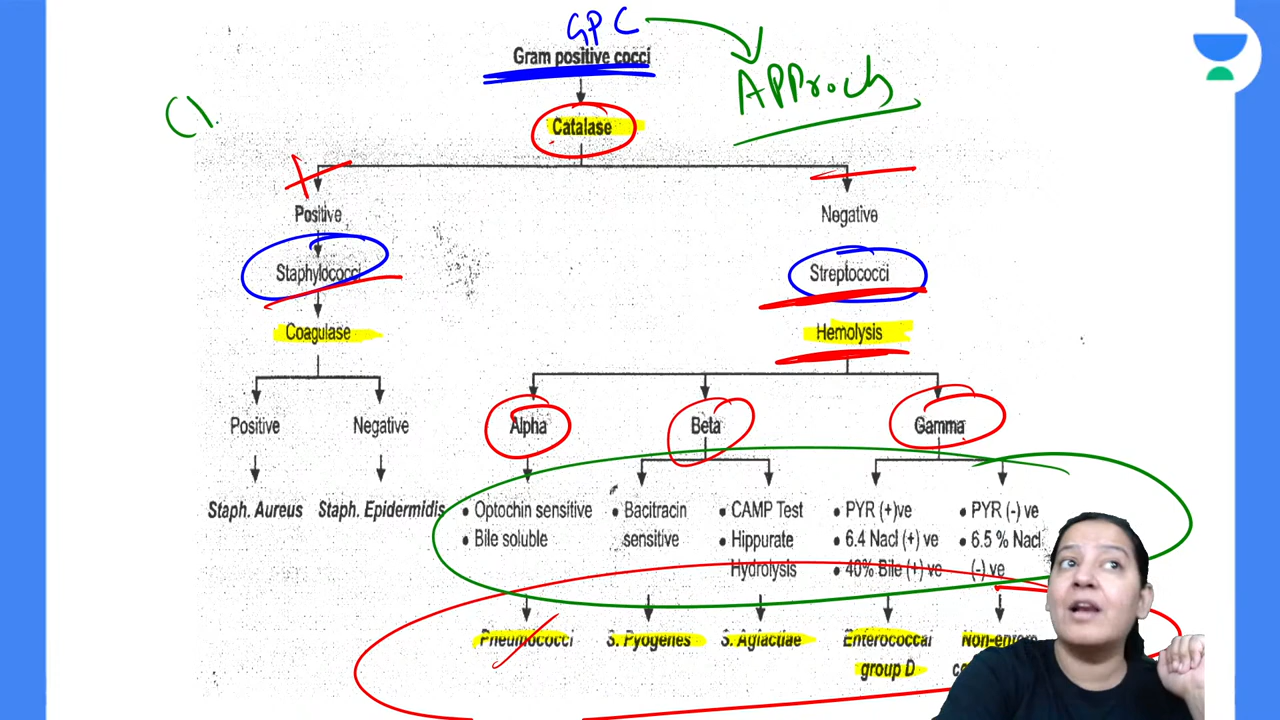 GPC
Gram positive cocci
APProch
Catalase
Positive
Negative
Staphylococci
Streptococci
Coagulase
Hemolysis
Positive
Negative
Alpha
Beta
Gamma
Staph. Aureus
Staph. Epidermidis
• Optochin sensitive
• Bile soluble
• Bacitracin
sensitive
• CAMP Test
• Hippurate
Hydrolysis
• PYR (+)ve
• 6.4 Nacl (+) ve
• 40% Bile (+) ve
• PYR (-) ve
• 6.5 % Nacl
(-) ve
Pneumococci
S. Pyogenes
S. Aglactiae
Enterococcal
group D